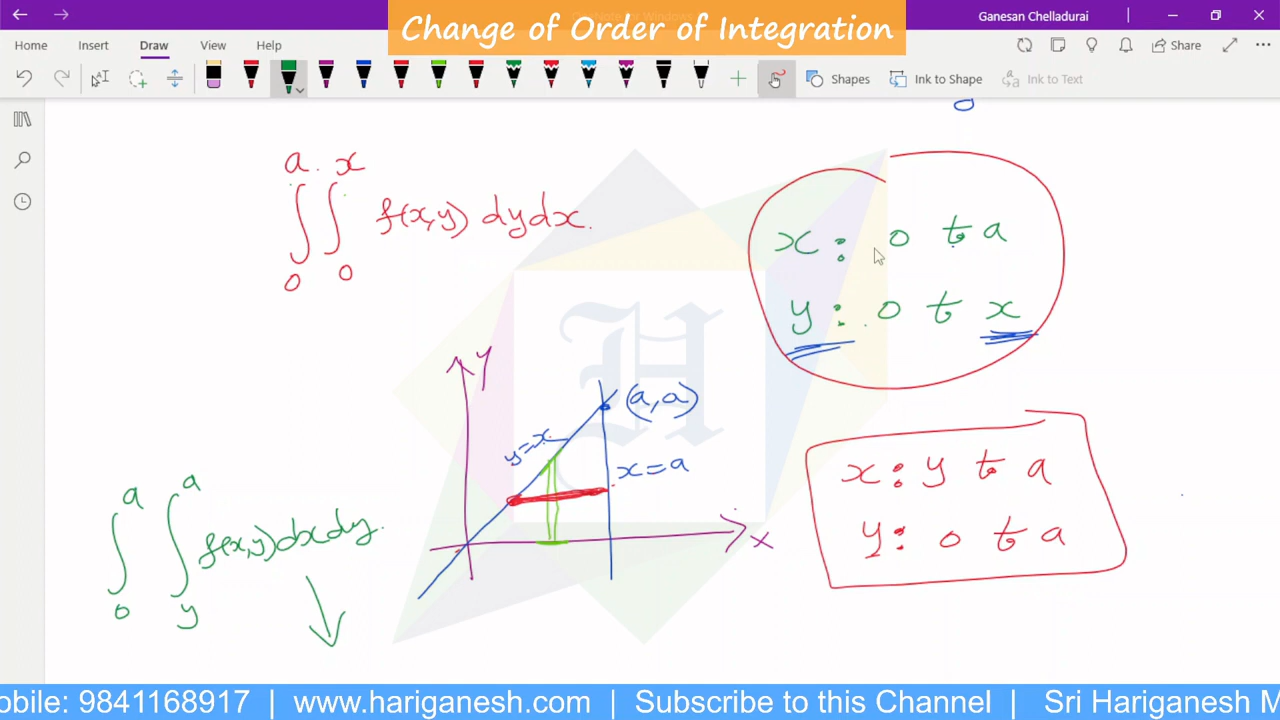 Change of Order of Integration
Ganesan Chelladurai
Home Insert Draw View Help Share
Shapes Ink to Shape Ink to Text
a x
∫ ∫ f(x,y) dydx.
0 0
x : 0 to a
y : 0 to x
y
(a,a)
y=x
x=a
x
x : y to a
y : 0 to a
a a
∫ ∫ f(x,y)dxdy.
0 y
H
obile: 9841168917 | www.hariganesh.com | Subscribe to this Channel | Sri Hariganesh M